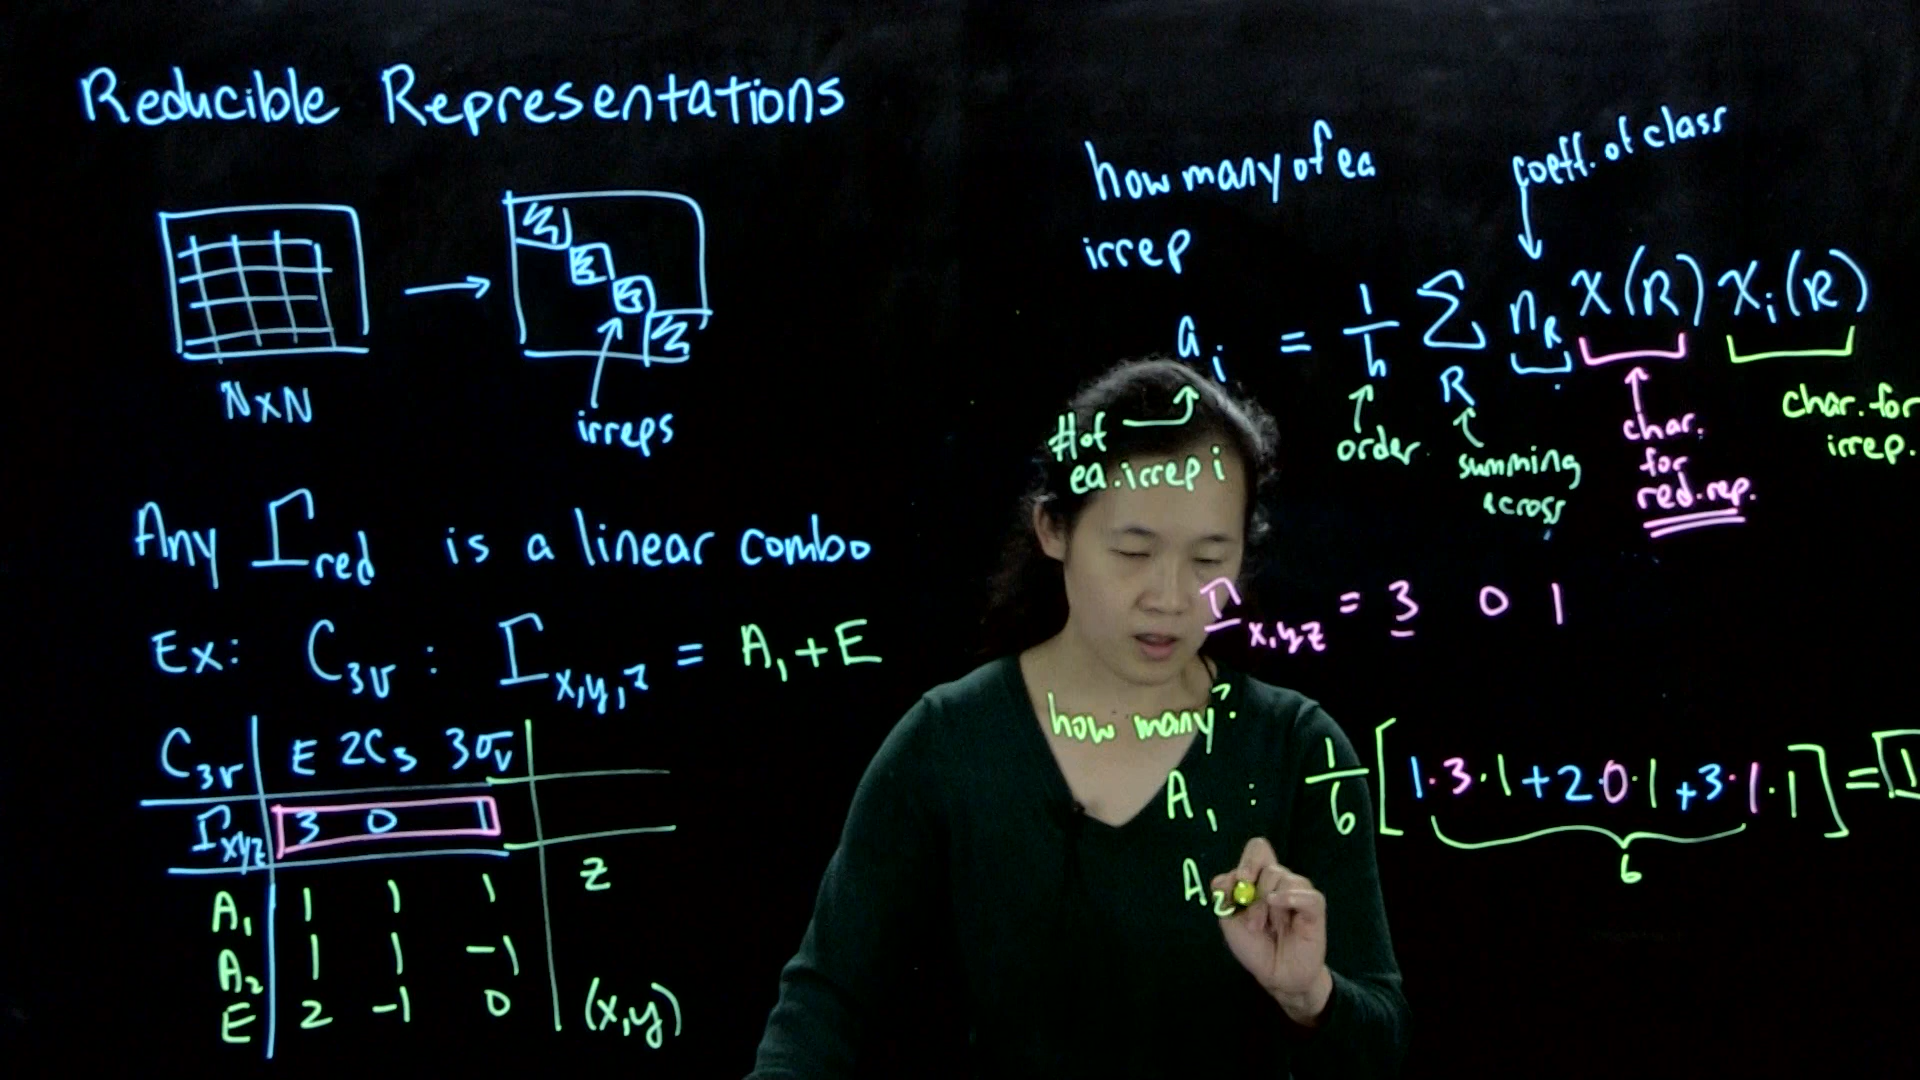 Reducible Representations
N x N
irreps
Any Γred is a linear combo
Ex: C3v : Γx,y,z = A1 + E
C3v E 2C3 3σv
Γxyz 3 0 1
A1 1 1 1 z
A2 1 1 -1
E 2 -1 0 (x,y)
how many of ea
irrep
coeff. of class
ai = 1/h Σ R nR χ(R) χi(R)
# of
ea. irrep i
order
summing
across
char.
for
red. rep.
char. for
irrep.
Γx,yz = 3 0 1
how many?
A1 : 1/6 [1·3·1+2 0·1+3·1·1] = 1
6
A2